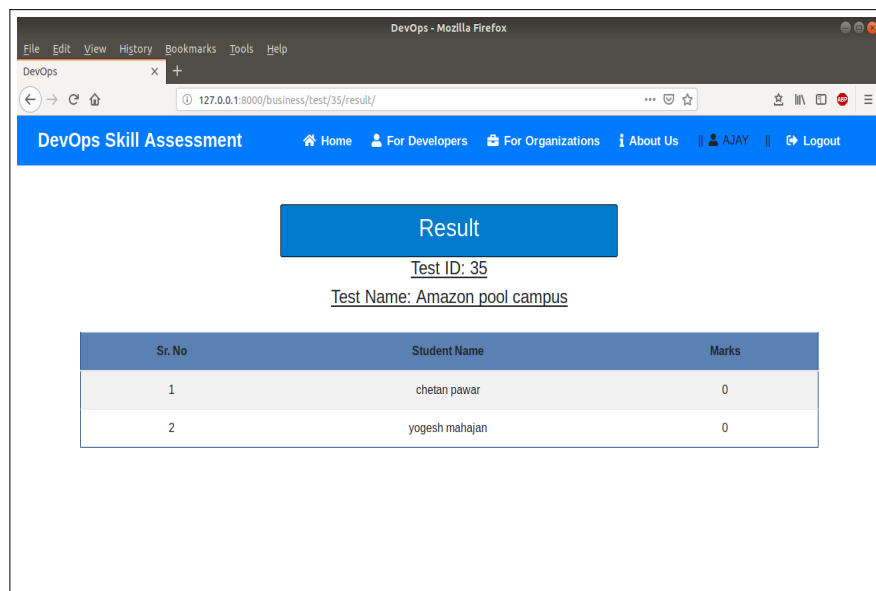 DevOps - Mozilla Firefox
File Edit View History Bookmarks Tools Help
DevOps × +
127.0.0.1:8000/business/test/35/result/ ABP
DevOps Skill Assessment Home For Developers For Organizations About Us || AJAY || Logout
Result
Test ID: 35
Test Name: Amazon pool campus
Sr. No Student Name Marks
1 chetan pawar 0
2 yogesh mahajan 0